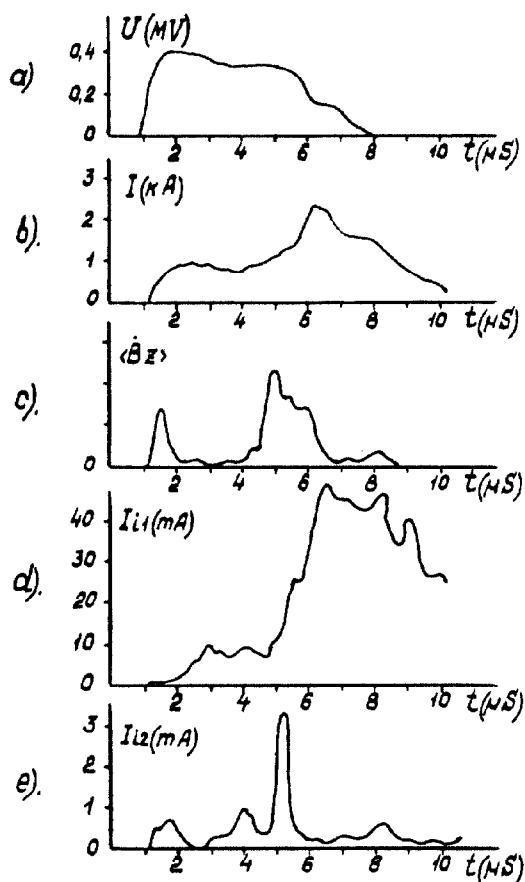 a)
U(MV)
0,4
0,2
0
2 4 6 8 10 t(μS)
b).
I(кA)
3
2
1
0
2 4 6 8 10 t(μS)
c).
<Ḃz>
0
2 4 6 8 10 t(μS)
d).
Ii1(mA)
40
30
20
10
0
2 4 6 8 10 t(μS)
e).
Ii2(mA)
3
2
1
0
2 4 6 8 10 t(μS)